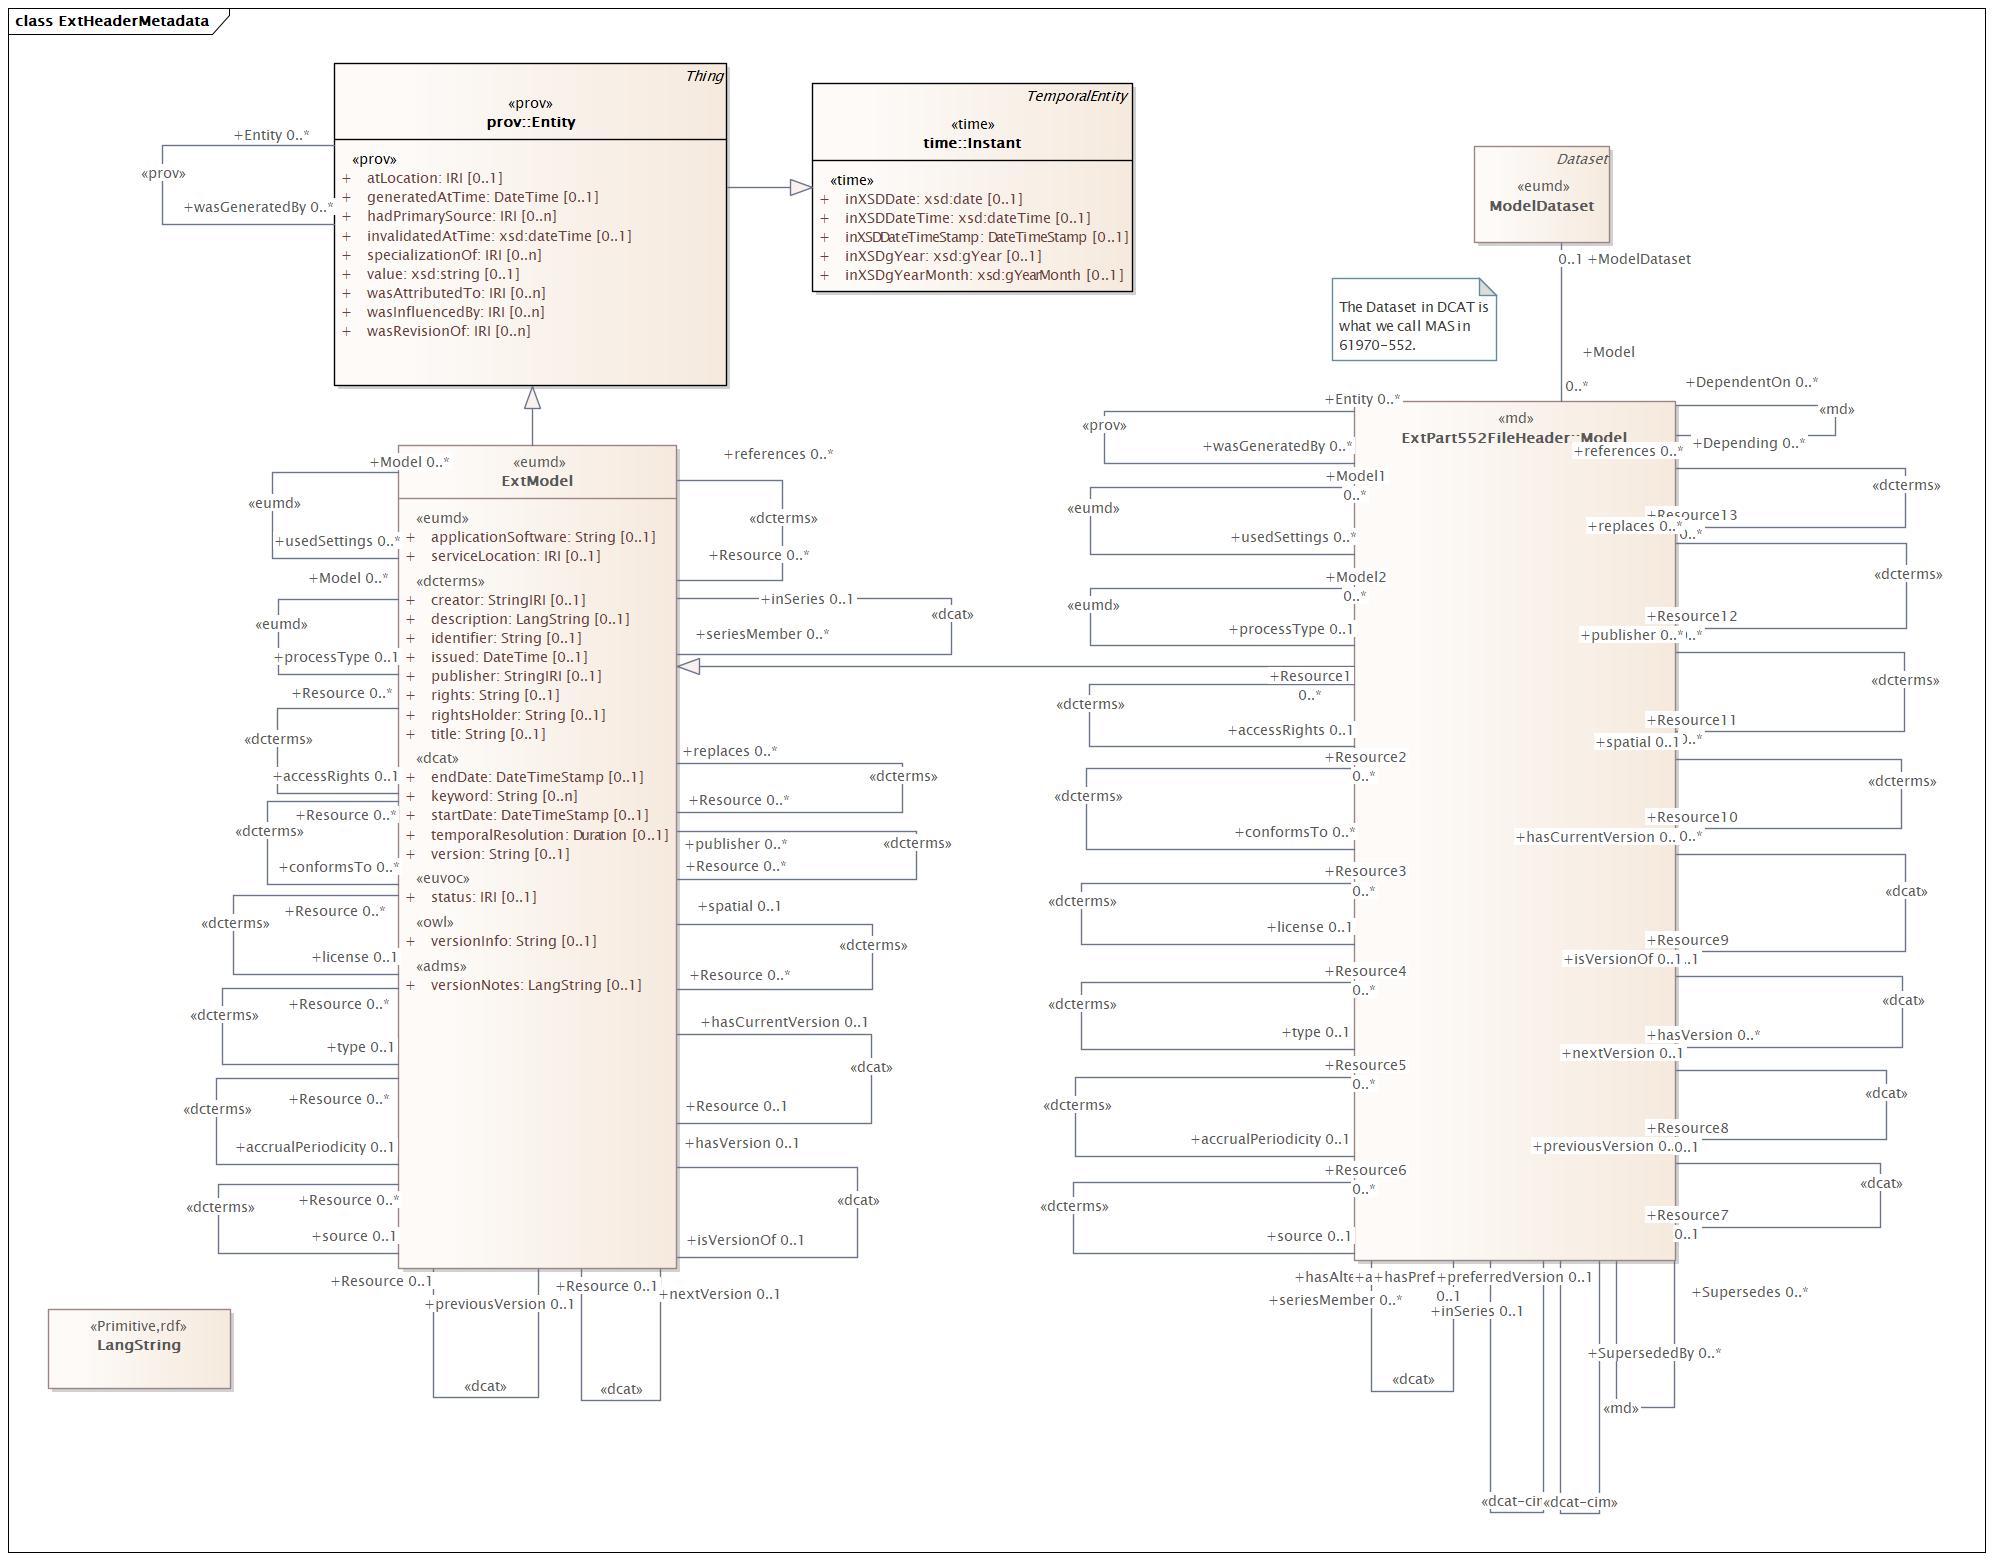 class ExtHeaderMetadata
Thing
«prov»
prov::Entity
«prov»
+ atLocation: IRI [0..1]
+ generatedAtTime: DateTime [0..1]
+ hadPrimarySource: IRI [0..n]
+ invalidatedAtTime: xsd:dateTime [0..1]
+ specializationOf: IRI [0..n]
+ value: xsd:string [0..1]
+ wasAttributedTo: IRI [0..n]
+ wasInfluencedBy: IRI [0..n]
+ wasRevisionOf: IRI [0..n]
+Entity 0..*
«prov»
+wasGeneratedBy 0..*
TemporalEntity
«time»
time::Instant
«time»
+ inXSDDate: xsd:date [0..1]
+ inXSDDateTime: xsd:dateTime [0..1]
+ inXSDDateTimeStamp: DateTimeStamp [0..1]
+ inXSDgYear: xsd:gYear [0..1]
+ inXSDgYearMonth: xsd:gYearMonth [0..1]
Dataset
«eumd»
ModelDataset
0..1 +ModelDataset
The Dataset in DCAT is
what we call MAS in
61970-552.
+Model
0..*
«eumd»
ExtModel
«eumd»
+ applicationSoftware: String [0..1]
+ serviceLocation: IRI [0..1]
«dcterms»
+ creator: StringIRI [0..1]
+ description: LangString [0..1]
+ identifier: String [0..1]
+ issued: DateTime [0..1]
+ publisher: StringIRI [0..1]
+ rights: String [0..1]
+ rightsHolder: String [0..1]
+ title: String [0..1]
«dcat»
+ endDate: DateTimeStamp [0..1]
+ keyword: String [0..n]
+ startDate: DateTimeStamp [0..1]
+ temporalResolution: Duration [0..1]
+ version: String [0..1]
«euvoc»
+ status: IRI [0..1]
«owl»
+ versionInfo: String [0..1]
«adms»
+ versionNotes: LangString [0..1]
+Model 0..*
«eumd»
+usedSettings 0..*
+Model 0..*
«eumd»
+processType 0..1
+Resource 0..*
«dcterms»
+accessRights 0..1
+Resource 0..*
«dcterms»
+conformsTo 0..*
+Resource 0..*
«dcterms»
+license 0..1
+Resource 0..*
«dcterms»
+type 0..1
+Resource 0..*
«dcterms»
+accrualPeriodicity 0..1
+Resource 0..*
«dcterms»
+source 0..1
+references 0..*
«dcterms»
+Resource 0..*
+inSeries 0..1
«dcat»
+seriesMember 0..*
+replaces 0..*
«dcterms»
+Resource 0..*
+publisher 0..*
«dcterms»
+Resource 0..*
+spatial 0..1
«dcterms»
+Resource 0..*
+hasCurrentVersion 0..1
«dcat»
+Resource 0..1
+hasVersion 0..1
«dcat»
+isVersionOf 0..1
+Resource 0..1
+previousVersion 0..1
«dcat»
+Resource 0..1
+nextVersion 0..1
«dcat»
«Primitive,rdf»
LangString
«md»
ExtPart552FileHeader::Model
+Entity 0..*
«prov»
+wasGeneratedBy 0..*
+Model1
0..*
«eumd»
+usedSettings 0..*
+Model2
0..*
«eumd»
+processType 0..1
+Resource1
0..*
«dcterms»
+accessRights 0..1
+Resource2
0..*
«dcterms»
+conformsTo 0..*
+Resource3
0..*
«dcterms»
+license 0..1
+Resource4
0..*
«dcterms»
+type 0..1
+Resource5
0..*
«dcterms»
+accrualPeriodicity 0..1
+Resource6
0..*
«dcterms»
+source 0..1
+DependentOn 0..*
«md»
+Depending 0..*
+references 0..*
«dcterms»
+Resource13
0..*
+replaces 0..*
«dcterms»
+Resource12
+publisher 0..*
«dcterms»
+Resource11
0..*
+spatial 0..1
«dcterms»
+Resource10
0..*
+hasCurrentVersion 0..1
«dcat»
+Resource9
+isVersionOf 0..1
«dcat»
+hasVersion 0..*
+nextVersion 0..1
«dcat»
+Resource8
0..1
+previousVersion
«dcat»
+Resource7
0..1
+preferredVersion 0..1
0..1
+seriesMember 0..*
+inSeries 0..1
«dcat»
+Supersedes 0..*
+SupersededBy 0..*
«md»
«dcat-cim»